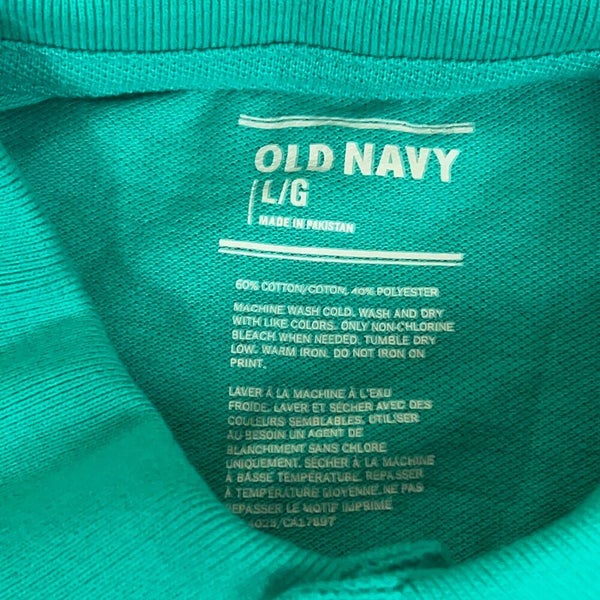 OLD NAVY
L/G
MADE IN PAKISTAN
60% COTTON/COTON, 40% POLYESTER
MACHINE WASH COLD. WASH AND DRY
WITH LIKE COLORS. ONLY NON-CHLORINE
BLEACH WHEN NEEDED. TUMBLE DRY
LOW. WARM IRON. DO NOT IRON ON
PRINT.
LAVER À LA MACHINE À L'EAU
FROIDE. LAVER ET SÉCHER AVEC DES
COULEURS SEMBLABLES. UTILISER
AU BESOIN UN AGENT DE
BLANCHIMENT SANS CHLORE
UNIQUEMENT. SÉCHER À LA MACHINE
À BASSE TEMPÉRATURE. REPASSER
À TEMPÉRATURE MOYENNE. NE PAS
REPASSER LE MOTIF IMPRIMÉ